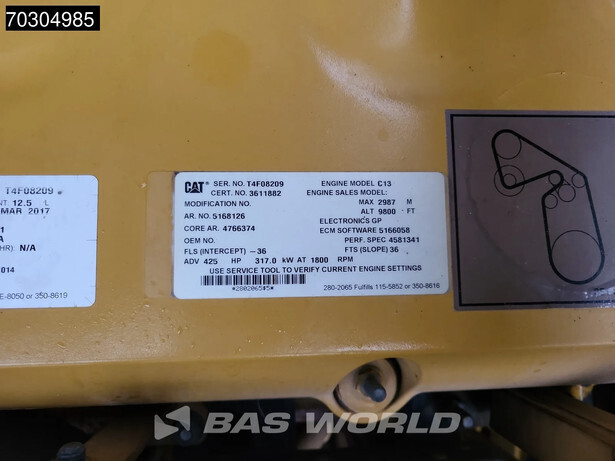 70304985
T4F08209
NT 12.5 L
MAR 2017
1
A
HR): N/A
014
E-8050 or 350-8619
CAT
SER. NO. T4F08209 ENGINE MODEL C13
CERT. NO. 3611882 ENGINE SALES MODEL:
MODIFICATION NO. MAX 2987 M
AR. NO. 5168126 ALT 9800 FT
CORE AR. 4766374 ELECTRONICS GP
OEM NO. ECM SOFTWARE 5166058
PERF. SPEC 4581341
FLS (INTERCEPT) -36 FTS (SLOPE) 36
ADV 425 HP 317.0 kW AT 1800 RPM
USE SERVICE TOOL TO VERIFY CURRENT ENGINE SETTINGS
280-2065 Fulfills 115-5852 or 350-8616
BAS WORLD